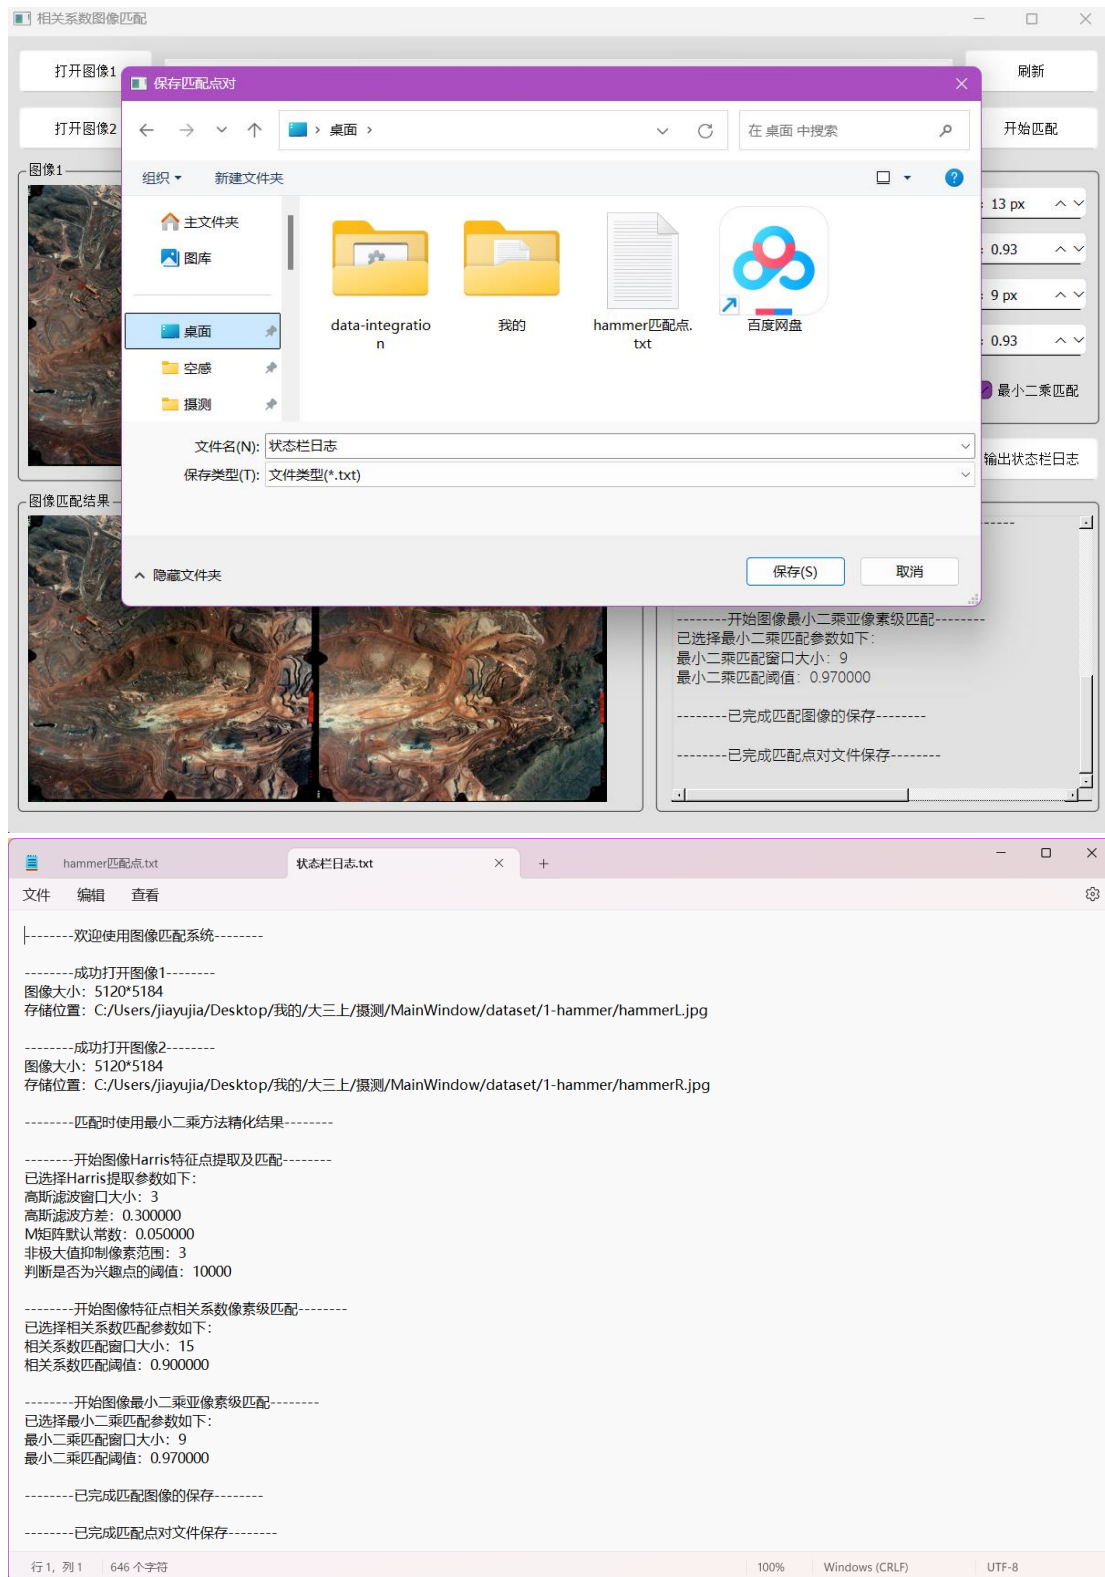 相关系数图像匹配
打开图像1
刷新
保存匹配点对
打开图像2
开始匹配
桌面
在 桌面 中搜索
图像1
组织
新建文件夹
主文件夹
图库
桌面
空感
摄测
data-integration
我的
hammer匹配点.txt
百度网盘
: 13 px
: 0.93
: 9 px
: 0.93
最小二乘匹配
文件名(N): 状态栏日志
保存类型(T): 文件类型(*.txt)
输出状态栏日志
图像匹配结果
隐藏文件夹
保存(S)
取消
--------开始图像最小二乘亚像素级匹配--------
已选择最小二乘匹配参数如下：
最小二乘匹配窗口大小：9
最小二乘匹配阈值：0.970000
--------已完成匹配图像的保存--------
--------已完成匹配点对文件保存--------
hammer匹配点.txt
状态栏日志.txt
文件 编辑 查看
--------欢迎使用图像匹配系统--------
--------成功打开图像1--------
图像大小：5120*5184
存储位置：C:/Users/jiayujia/Desktop/我的/大三上/摄测/MainWindow/dataset/1-hammer/hammerL.jpg
--------成功打开图像2--------
图像大小：5120*5184
存储位置：C:/Users/jiayujia/Desktop/我的/大三上/摄测/MainWindow/dataset/1-hammer/hammerR.jpg
--------匹配时使用最小二乘方法精化结果--------
--------开始图像Harris特征点提取及匹配--------
已选择Harris提取参数如下：
高斯滤波窗口大小：3
高斯滤波方差：0.300000
M矩阵默认常数：0.050000
非极大值抑制像素范围：3
判断是否为兴趣点的阈值：10000
--------开始图像特征点相关系数像素级匹配--------
已选择相关系数匹配参数如下：
相关系数匹配窗口大小：15
相关系数匹配阈值：0.900000
--------开始图像最小二乘亚像素级匹配--------
已选择最小二乘匹配参数如下：
最小二乘匹配窗口大小：9
最小二乘匹配阈值：0.970000
--------已完成匹配图像的保存--------
--------已完成匹配点对文件保存--------
行 1，列 1 646 个字符 100% Windows (CRLF) UTF-8